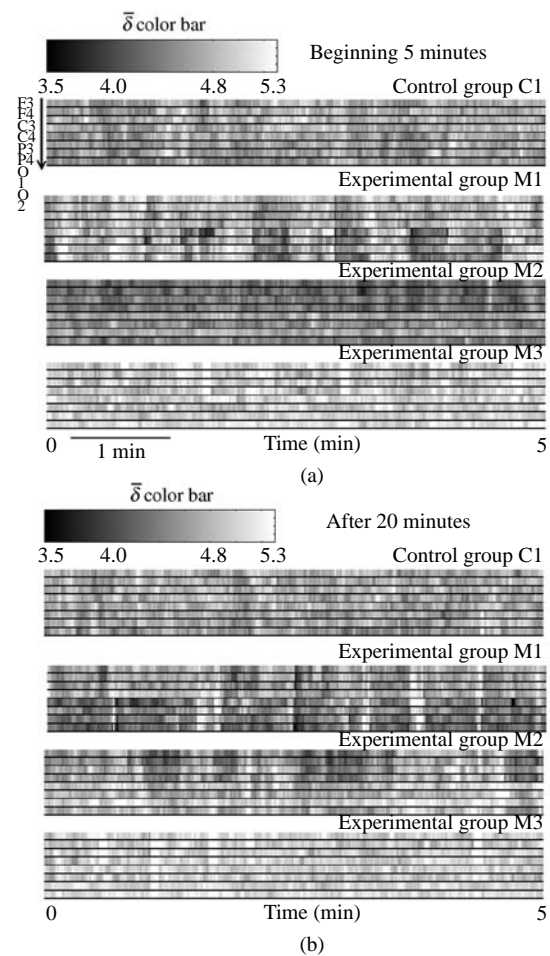 δ̄ color bar
Beginning 5 minutes
3.5 4.0 4.8 5.3
Control group C1
F3
F4
C3
C4
P3
P4
O
1
O
2
Experimental group M1
Experimental group M2
Experimental group M3
0 1 min Time (min) 5
(a)
δ̄ color bar
After 20 minutes
3.5 4.0 4.8 5.3
Control group C1
Experimental group M1
Experimental group M2
Experimental group M3
0 Time (min) 5
(b)